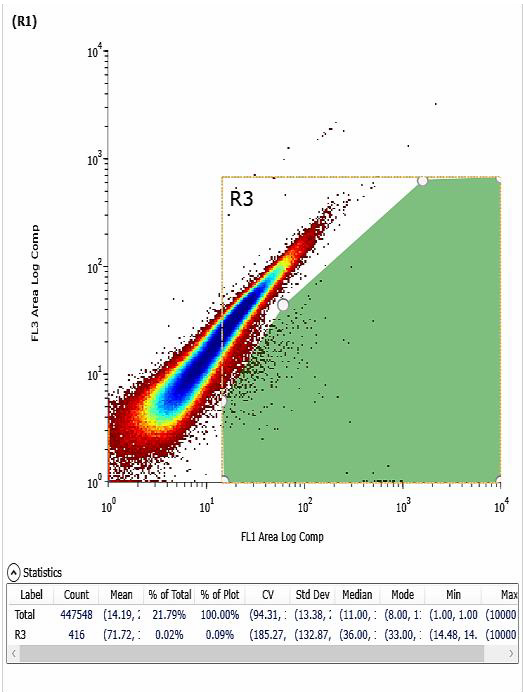 (R1)
10^4
10^3
R3
FL3 Area Log Comp
10^2
10^1
10^0
10^0 10^1 10^2 10^3 10^4
FL1 Area Log Comp
Statistics
Label Count Mean % of Total % of Plot CV Std Dev Median Mode Min Max
Total 447548 (14.19, 21.79% 100.00% (94.31, (13.38, (11.00, (8.00, 1 (1.00, 1.00 (10000
R3 416 (71.72, 0.02% 0.09% (185.27, (132.87, (36.00, (33.00, (14.48, 14. (10000